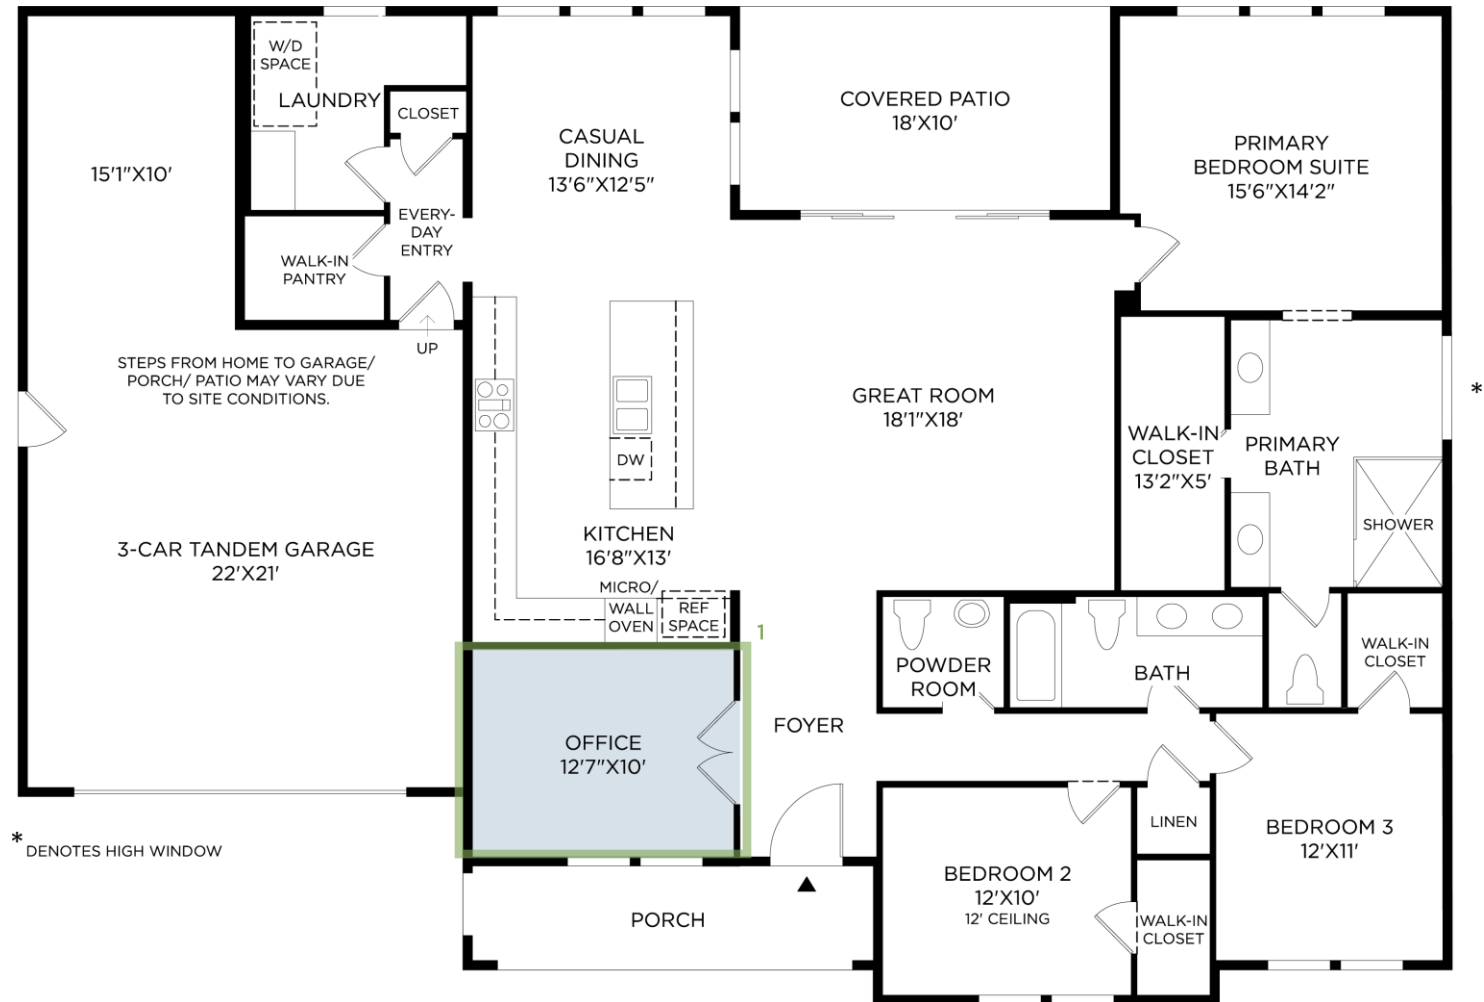 W/D
SPACE
LAUNDRY
CLOSET
15'1"X10'
EVERY-
DAY
ENTRY
WALK-IN
PANTRY
UP
STEPS FROM HOME TO GARAGE/
PORCH/ PATIO MAY VARY DUE
TO SITE CONDITIONS.
3-CAR TANDEM GARAGE
22'X21'
* DENOTES HIGH WINDOW
CASUAL
DINING
13'6"X12'5"
COVERED PATIO
18'X10'
PRIMARY
BEDROOM SUITE
15'6"X14'2"
GREAT ROOM
18'1"X18'
DW
KITCHEN
16'8"X13'
MICRO/
WALL
OVEN
REF
SPACE
1
WALK-IN
CLOSET
13'2"X5'
PRIMARY
BATH
*
SHOWER
POWDER
ROOM
BATH
WALK-IN
CLOSET
OFFICE
12'7"X10'
FOYER
PORCH
BEDROOM 2
12'X10'
12' CEILING
LINEN
WALK-IN
CLOSET
BEDROOM 3
12'X11'